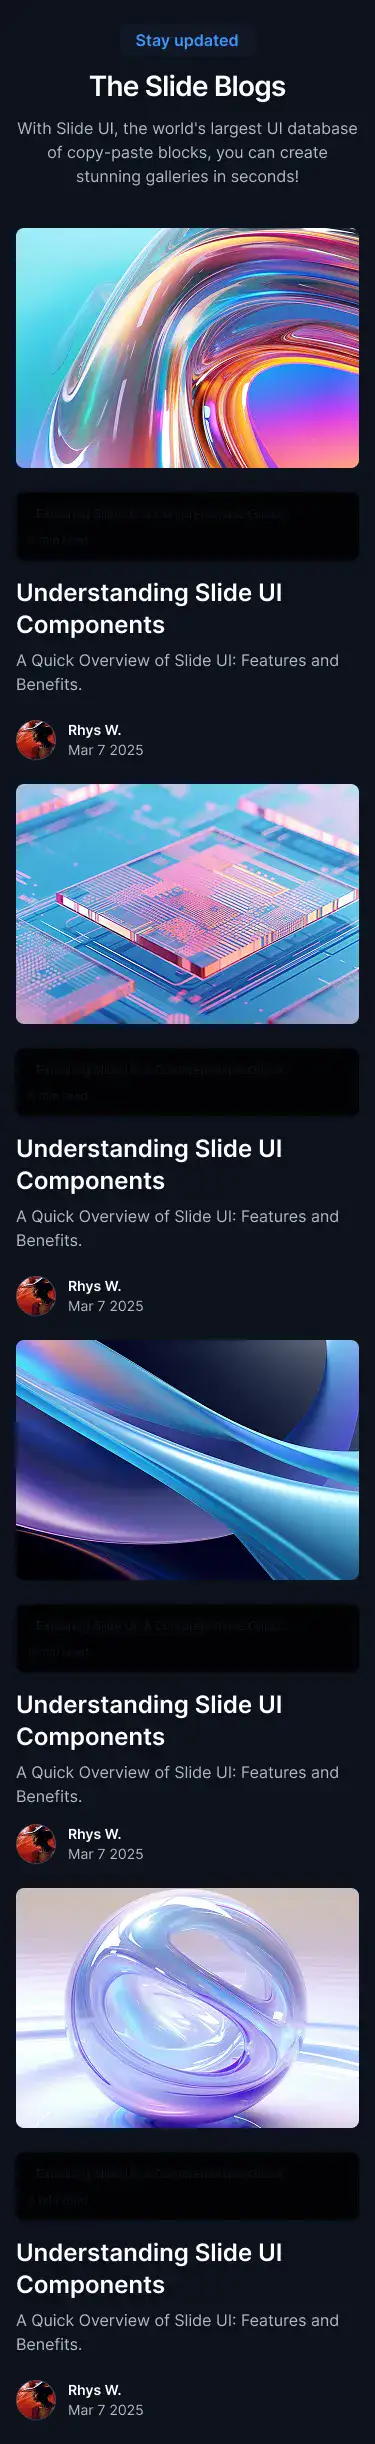 Stay updated
The Slide Blogs
With Slide UI, the world's largest UI database
of copy-paste blocks, you can create
stunning galleries in seconds!
Understanding Slide UI
Components
A Quick Overview of Slide UI: Features and
Benefits.
Rhys W.
Mar 7 2025
Understanding Slide UI
Components
A Quick Overview of Slide UI: Features and
Benefits.
Rhys W.
Mar 7 2025
Understanding Slide UI
Components
A Quick Overview of Slide UI: Features and
Benefits.
Rhys W.
Mar 7 2025
Understanding Slide UI
Components
A Quick Overview of Slide UI: Features and
Benefits.
Rhys W.
Mar 7 2025